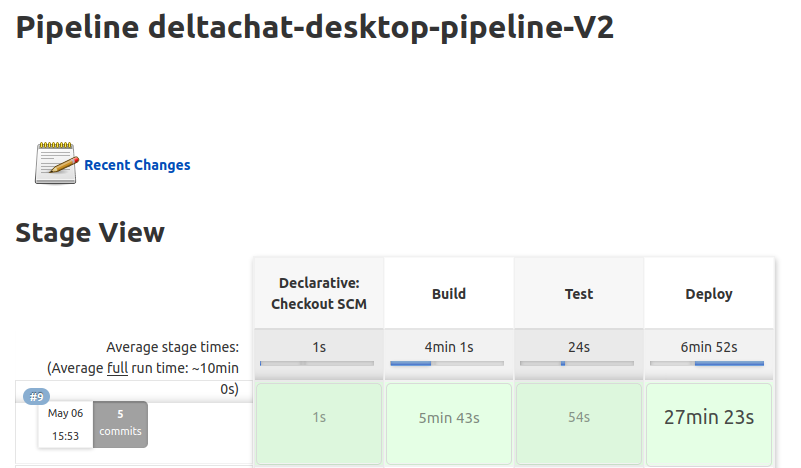 Pipeline deltachat-desktop-pipeline-V2
Recent Changes
Stage View
Declarative:
Checkout SCM
Build
Test
Deploy
Average stage times:
(Average full run time: ~10min
0s)
1s
4min 1s
24s
6min 52s
#9
May 06
15:53
5
commits
1s
5min 43s
54s
27min 23s